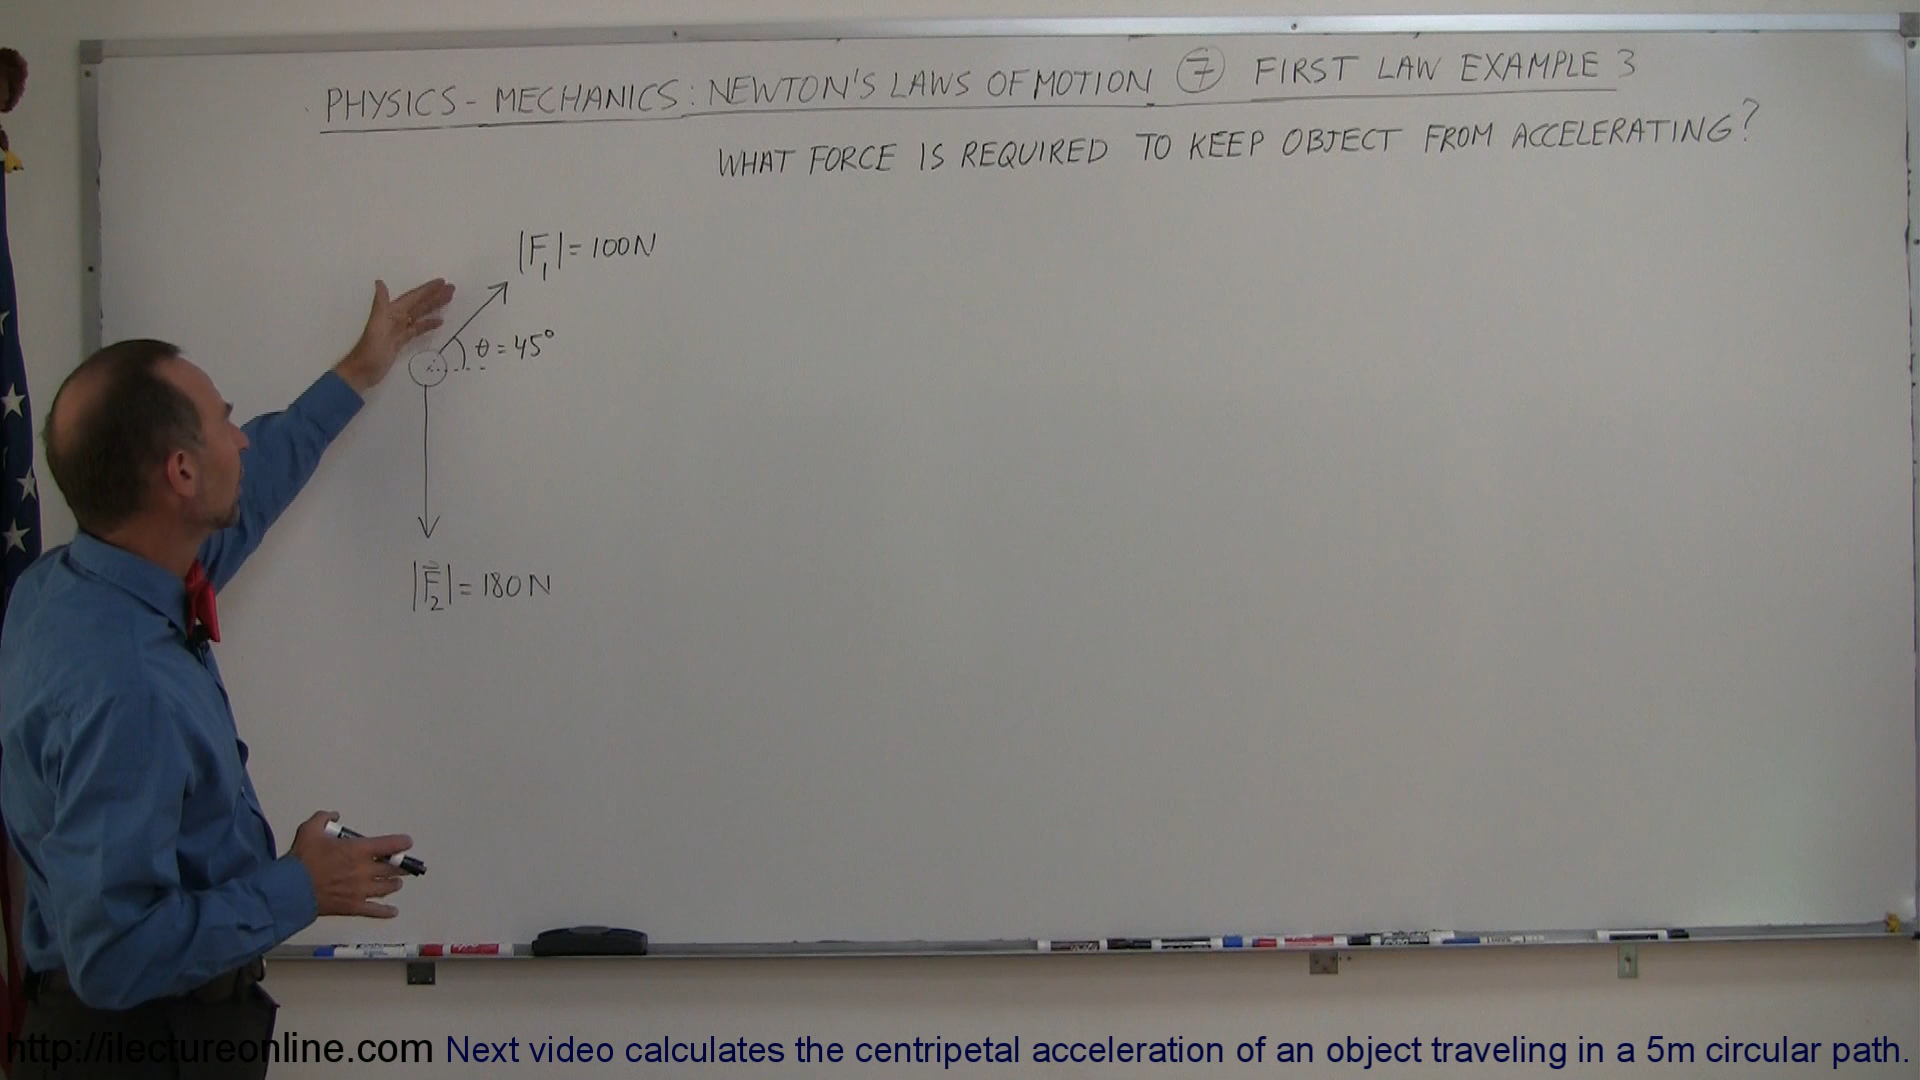 PHYSICS - MECHANICS: NEWTON'S LAWS OF MOTION 7 FIRST LAW EXAMPLE 3
WHAT FORCE IS REQUIRED TO KEEP OBJECT FROM ACCELERATING?
|F₁| = 100N
θ = 45°
|F̄₂| = 180N
http://ilectureonline.com Next video calculates the centripetal acceleration of an object traveling in a 5m circular path.